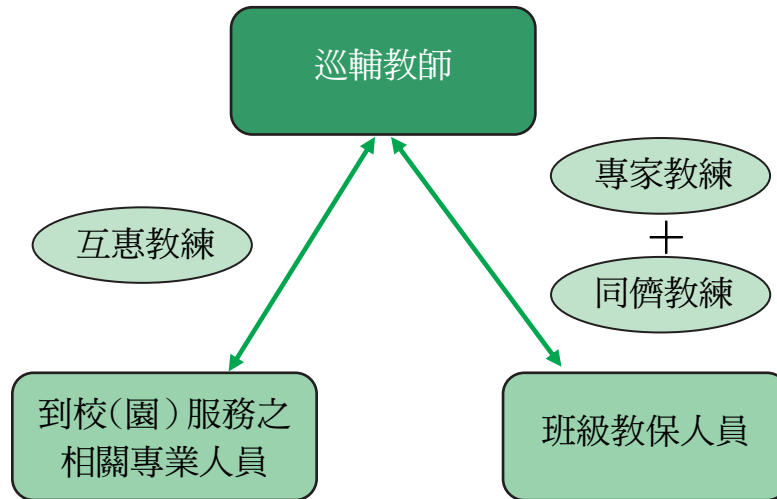 巡輔教師
專家教練
＋
同儕教練
互惠教練
到校（園）服務之
相關專業人員
班級教保人員